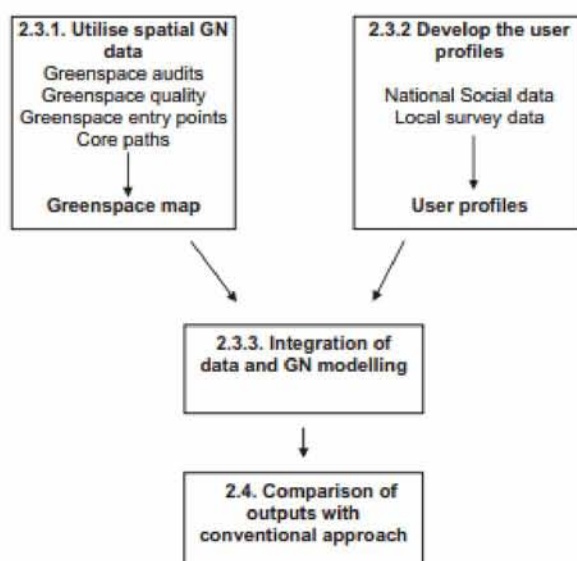 2.3.1. Utilise spatial GN
data
Greenspace audits
Greenspace quality
Greenspace entry points
Core paths
Greenspace map
2.3.2 Develop the user
profiles
National Social data
Local survey data
User profiles
2.3.3. Integration of
data and GN modelling
2.4. Comparison of
outputs with
conventional approach